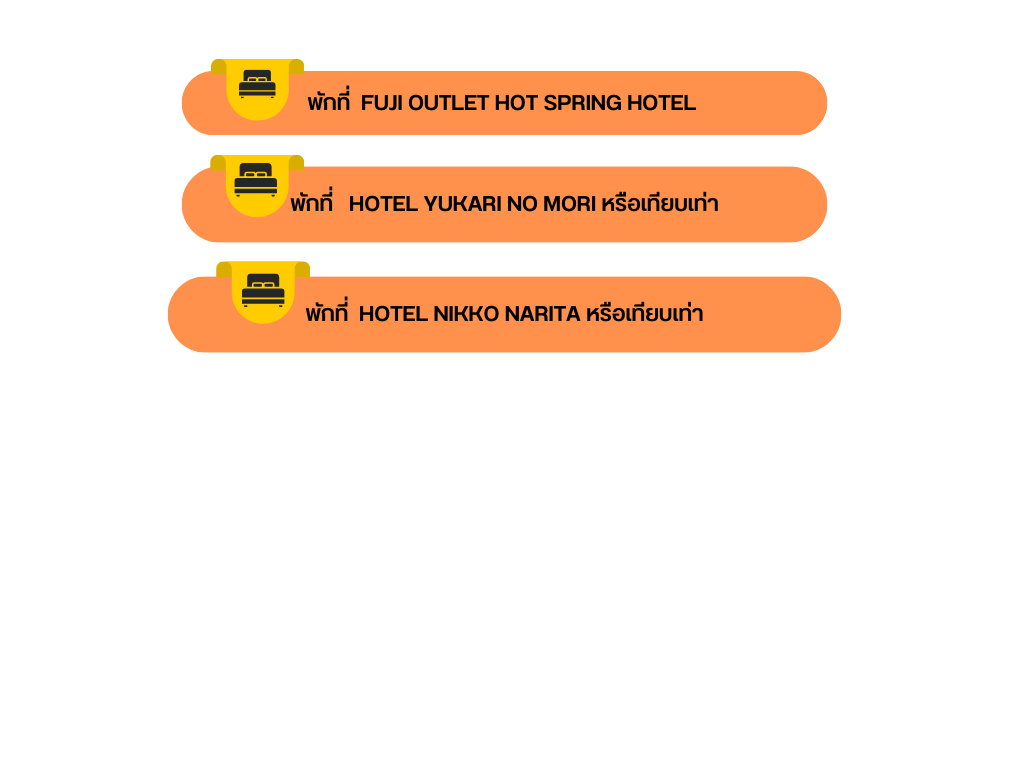 พักที่ FUJI OUTLET HOT SPRING HOTEL
พักที่ HOTEL YUKARI NO MORI หรือเทียบเท่า
พักที่ HOTEL NIKKO NARITA หรือเทียบเท่า